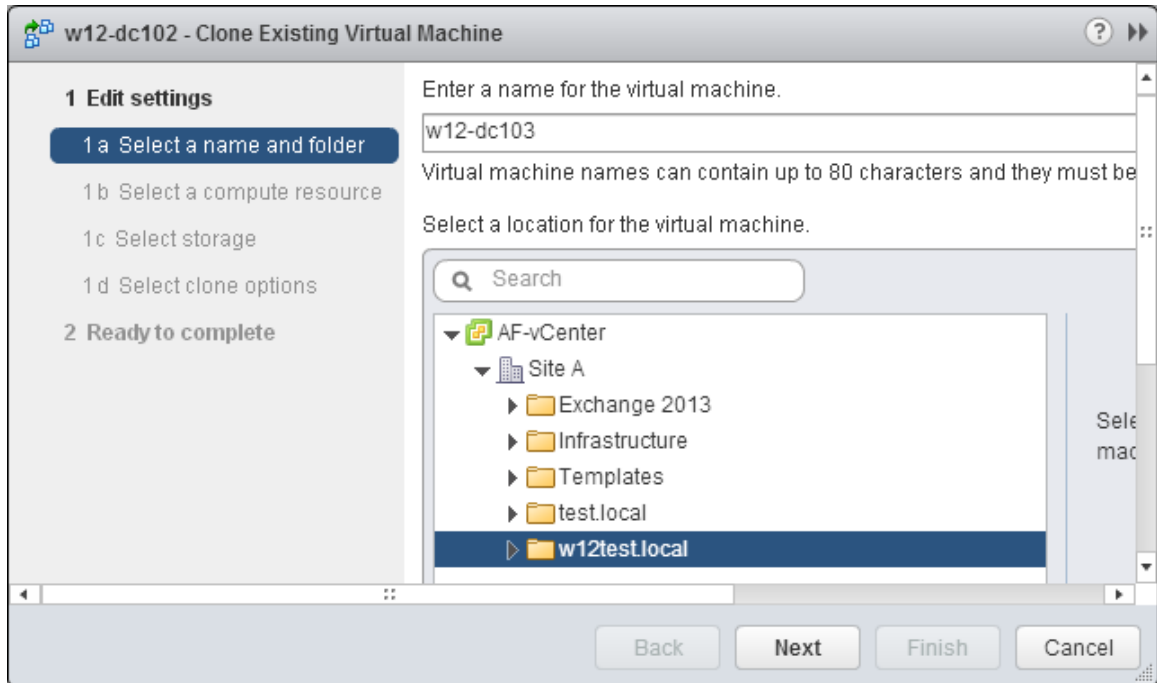 w12-dc102 - Clone Existing Virtual Machine
?
1 Edit settings
1a Select a name and folder
1b Select a compute resource
1c Select storage
1d Select clone options
2 Ready to complete
Enter a name for the virtual machine.
w12-dc103
Virtual machine names can contain up to 80 characters and they must be
Select a location for the virtual machine.
Search
AF-vCenter
Site A
Exchange 2013
Infrastructure
Templates
test.local
w12test.local
Back
Next
Finish
Cancel